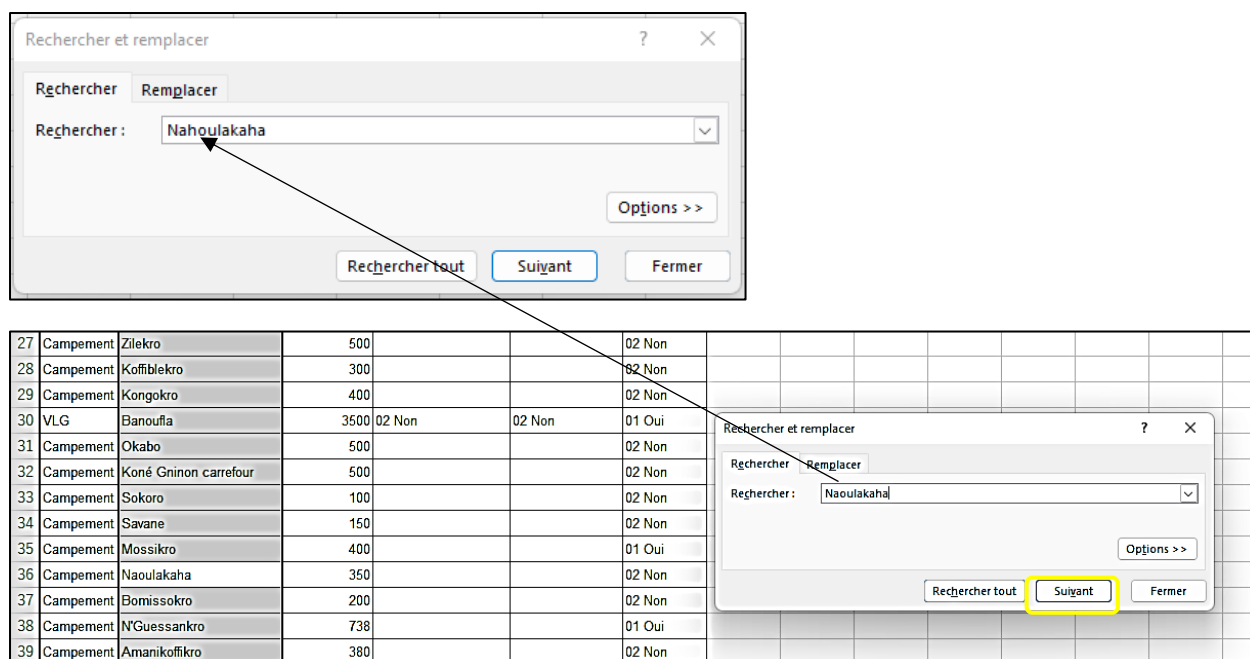 Rechercher et remplacer ? ×
Rechercher Remplacer
Rechercher : Nahoulakaha
Options >>
Rechercher tout Suivant Fermer
27 Campement Zilekro 500 02 Non
28 Campement Koffiblekro 300 02 Non
29 Campement Kongokro 400 02 Non
30 VLG Banoufla 3500 02 Non 02 Non 01 Oui
31 Campement Okabo 500 02 Non
32 Campement Koné Gninon carrefour 500 02 Non
33 Campement Sokoro 100 02 Non
34 Campement Savane 150 02 Non
35 Campement Mossikro 400 01 Oui
36 Campement Naoulakaha 350 02 Non
37 Campement Bomissokro 200 02 Non
38 Campement N'Guessankro 738 01 Oui
39 Campement Amanikoffikro 380 02 Non
Rechercher et remplacer ? ×
Rechercher Remplacer
Rechercher : Naoulakaha
Options >>
Rechercher tout Suivant Fermer